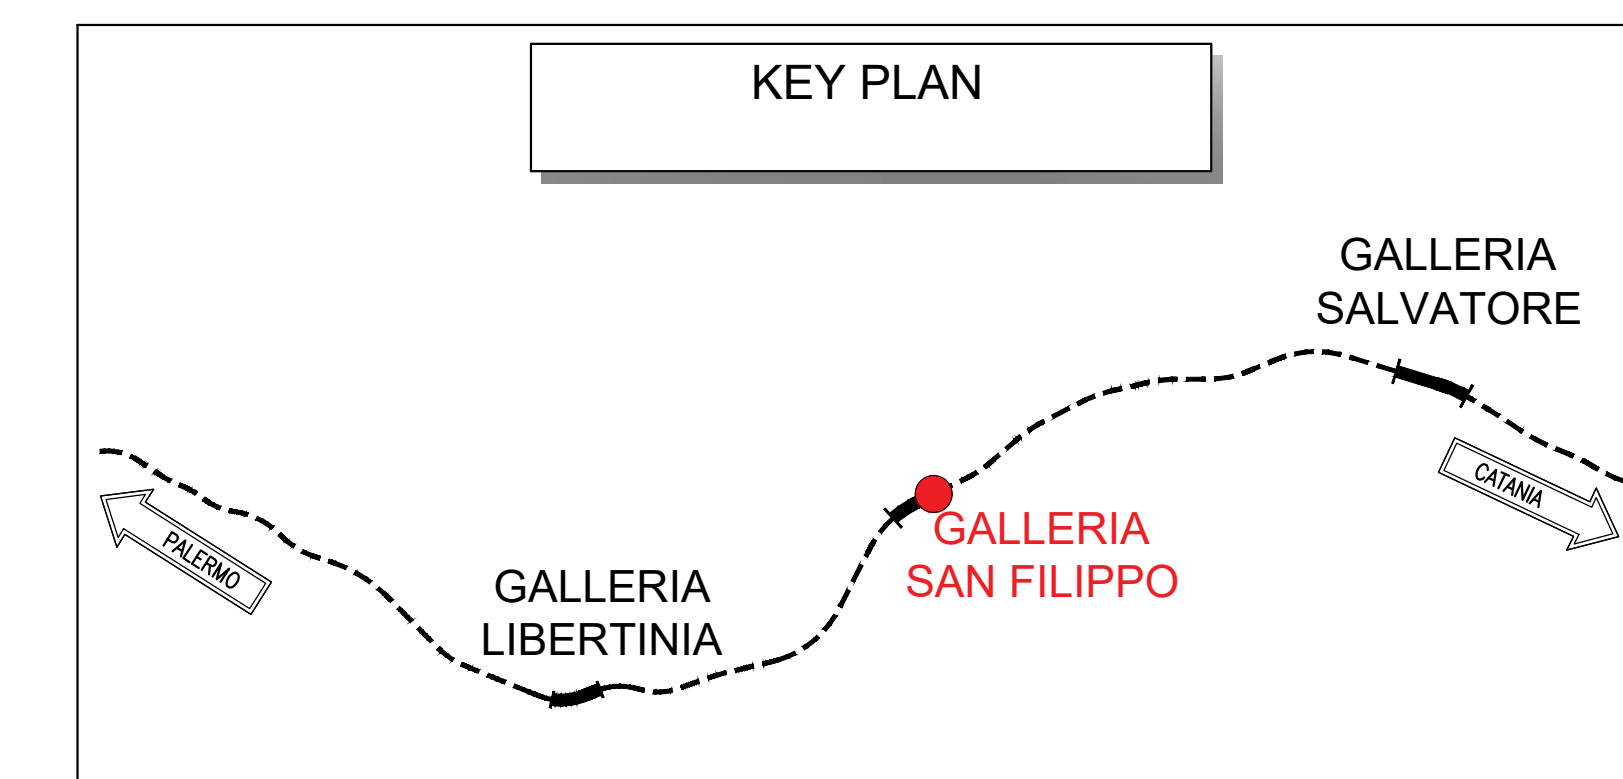 KEY PLAN
GALLERIA
SALVATORE
CATANIA
GALLERIA
SAN FILIPPO
PALERMO
GALLERIA
LIBERTINIA